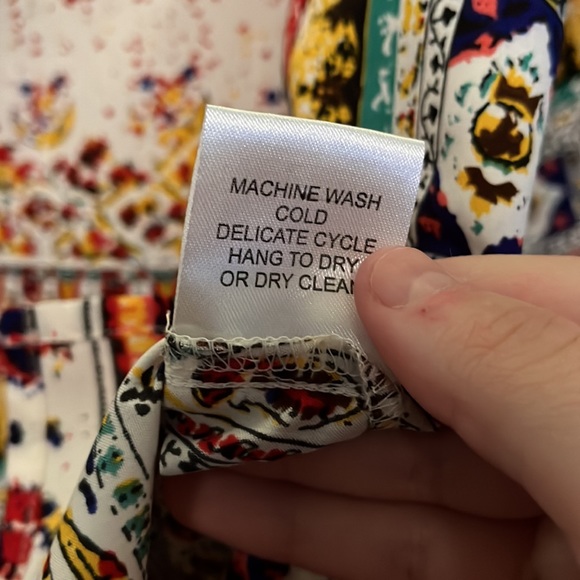 MACHINE WASH
COLD
DELICATE CYCLE
HANG TO DRY
OR DRY CLEAN